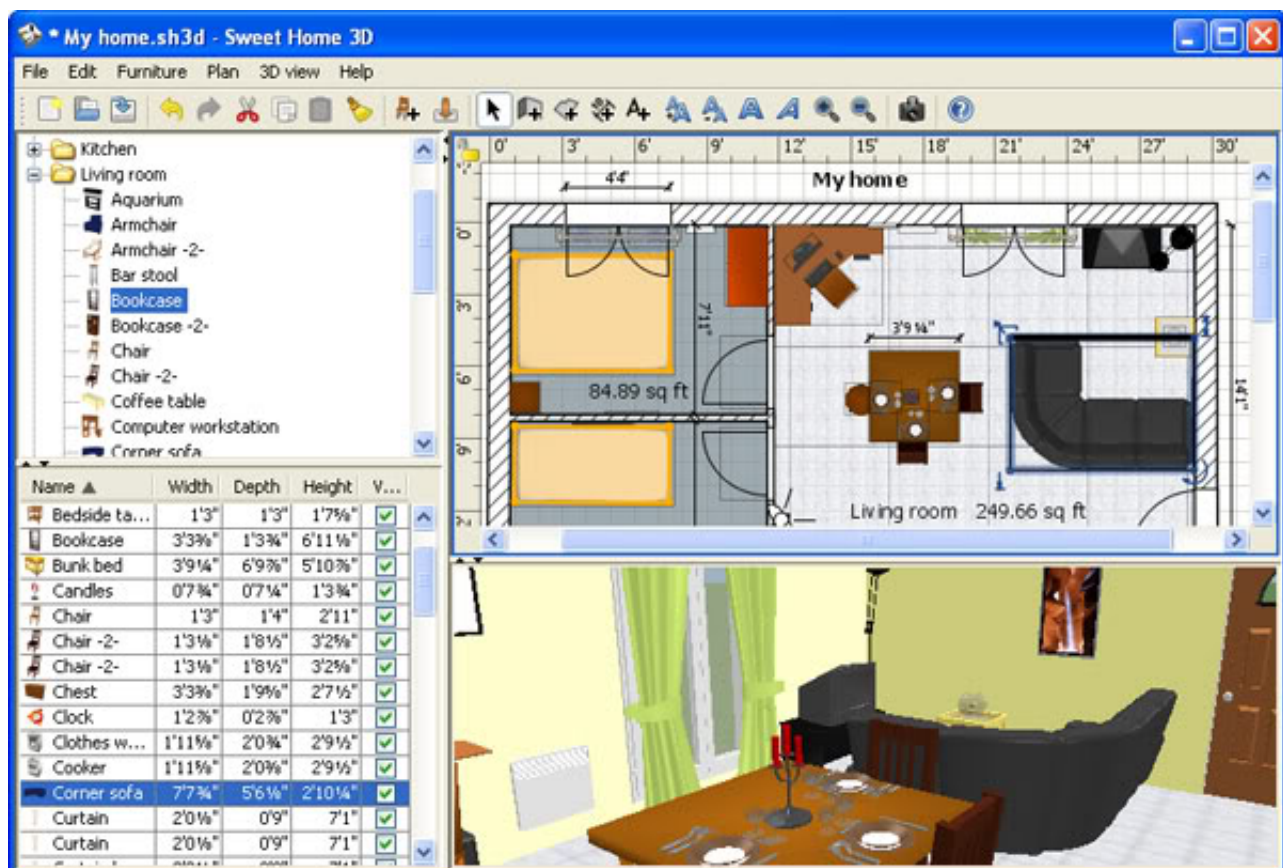 * My home.sh3d - Sweet Home 3D
File Edit Furniture Plan 3D view Help
Kitchen
Living room
Aquarium
Armchair
Armchair -2-
Bar stool
Bookcase
Bookcase -2-
Chair
Chair -2-
Coffee table
Computer workstation
Corner sofa
Name Width Depth Height V...
Bedside ta... 1'3" 1'3" 1'7⅝"
Bookcase 3'3⅜" 1'3¾" 6'11⅛"
Bunk bed 3'9¼" 6'9⅞" 5'10⅞"
Candles 0'7¾" 0'7¼" 1'3¾"
Chair 1'3" 1'4" 2'11"
Chair -2- 1'3⅛" 1'8½" 3'2⅝"
Chair -2- 1'3⅛" 1'8½" 3'2⅝"
Chest 3'3⅜" 1'9⅝" 2'7½"
Clock 1'2⅞" 0'2⅞" 1'3"
Clothes w... 1'11⅝" 2'0¾" 2'9½"
Cooker 1'11⅝" 2'0⅜" 2'9½"
Corner sofa 7'7¾" 5'6⅛" 2'10¼"
Curtain 2'0⅛" 0'9" 7'1"
Curtain 2'0⅛" 0'9" 7'1"
0' 3' 6' 9' 12' 15' 18' 21' 24' 27' 30'
4'4"
My home
0'
3'
6'
9'
7'11"
3'9¼"
84.89 sq ft
14'1"
Living room 249.66 sq ft